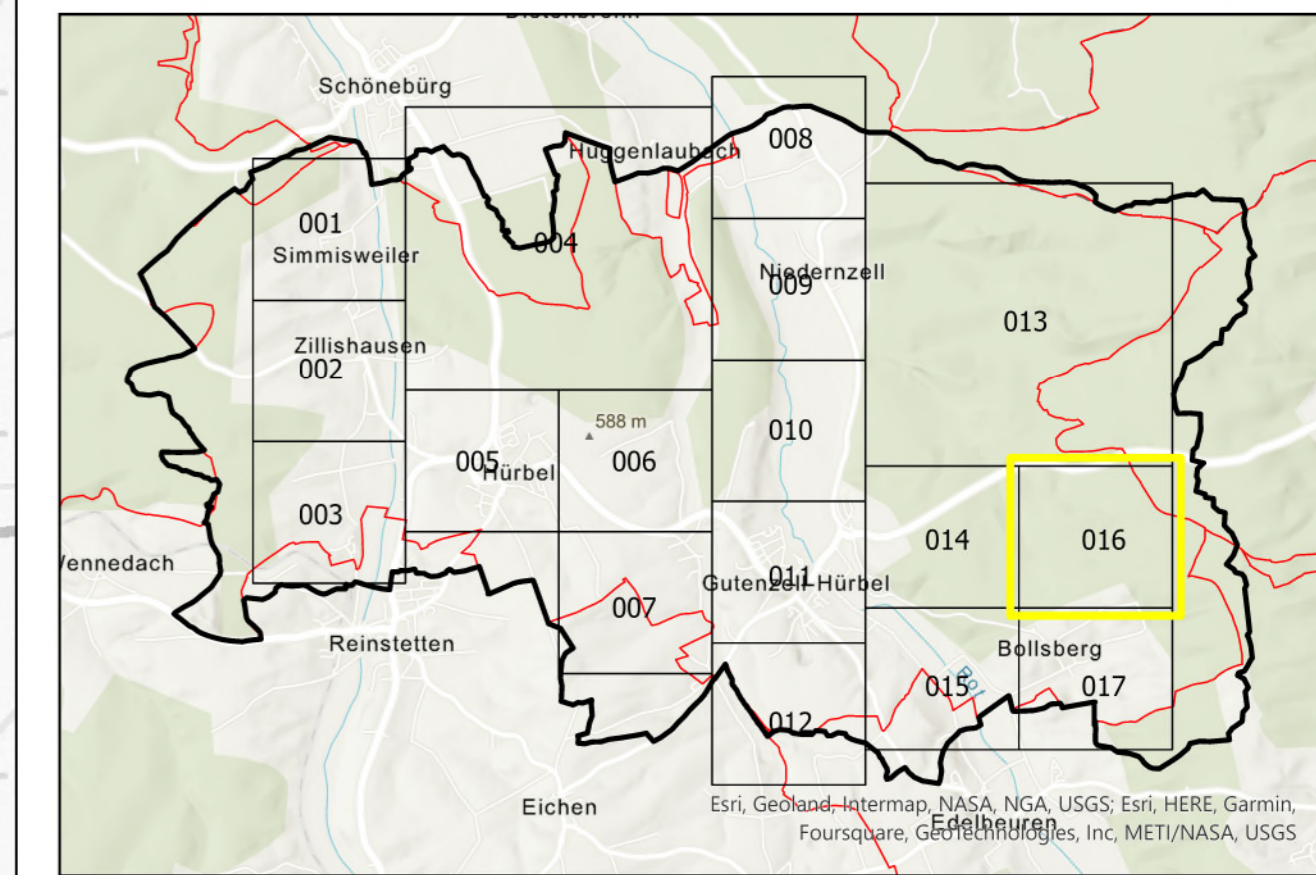 Schönebürg
Huggenlaubach
008
001
Simmisweiler
004
Niedernzell
009
013
Zillishausen
002
588 m
010
005
Hürbel
006
003
014
016
Wennedach
Gutenzell-Hürbel
011
007
Reinstetten
Bollsberg
Rot
015
017
012
Eichen
Esri, Geoland, Intermap, NASA, NGA, USGS; Esri, HERE, Garmin,
Edelbeuren
Foursquare, GeoTechnologies, Inc, METI/NASA, USGS